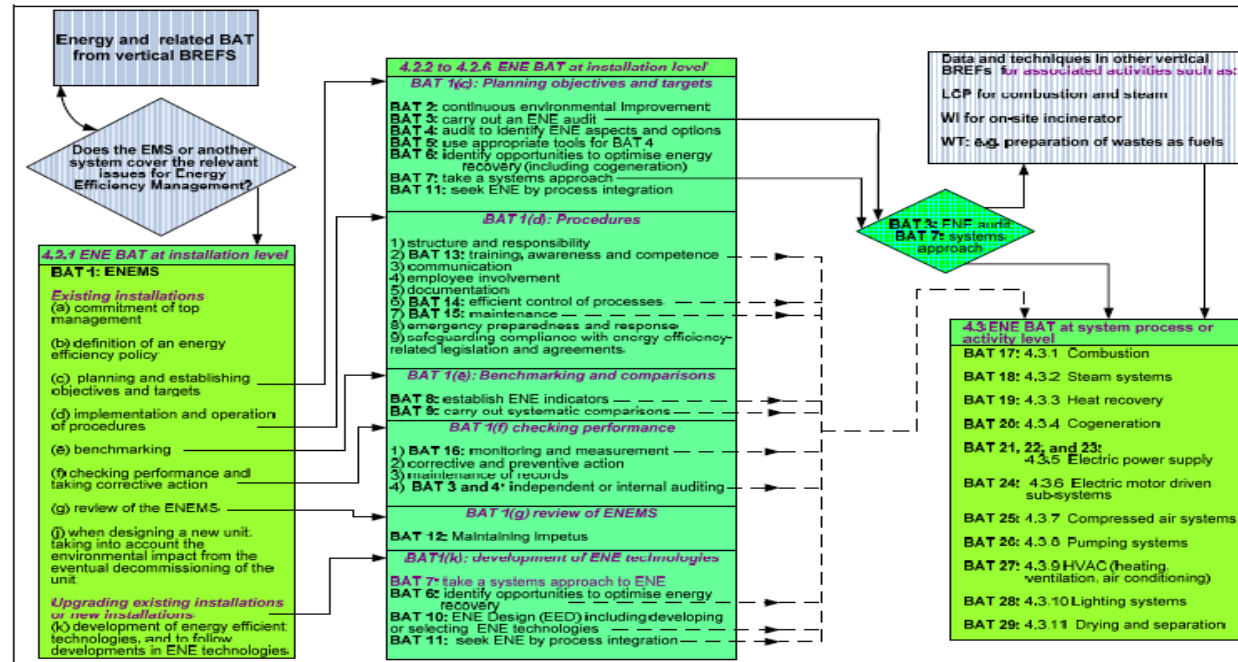 Energy and related BAT
from vertical BREFS
Does the EMS or another
system cover the relevant
issues for Energy
Efficiency Management?
4.2.1 ENE BAT at installation level
BAT 1: ENEMS
Existing installations
(a) commitment of top
management
(b) definition of an energy
efficiency policy
(c) planning and establishing
objectives and targets
(d) implementation and operation
of procedures
(e) benchmarking
(f) checking performance and
taking corrective action
(g) review of the ENEMS
(j) when designing a new unit,
taking into account the
environmental impact from the
eventual decommissioning of the
unit
Upgrading existing installations
or new installations
(k) development of energy efficient
technologies, and to follow
developments in ENE technologies.
4.2.2 to 4.2.6 ENE BAT at installation level
BAT 1(c): Planning objectives and targets
BAT 2: continuous environmental Improvement
BAT 3: carry out an ENE audit
BAT 4: audit to identify ENE aspects and options
BAT 5: use appropriate tools for BAT 4
BAT 6: identify opportunities to optimise energy
recovery (including cogeneration)
BAT 7: take a systems approach
BAT 11: seek ENE by process integration
BAT 1(d): Procedures
1) structure and responsibility
2) BAT 13: training, awareness and competence
3) communication
4) employee involvement
5) documentation
6) BAT 14: efficient control of processes
7) BAT 15: maintenance
8) emergency preparedness and response
9) safeguarding compliance with energy efficiency-
related legislation and agreements.
BAT 1(e): Benchmarking and comparisons
BAT 8: establish ENE indicators
BAT 9: carry out systematic comparisons
BAT 1(f) checking performance
1) BAT 16: monitoring and measurement
2) corrective and preventive action
3) maintenance of records
4) BAT 3 and 4: independent or internal auditing
BAT 1(g) review of ENEMS
BAT 12: Maintaining Impetus
BAT1(k): development of ENE technologies
BAT 7: take a systems approach to ENE
BAT 6: identify opportunities to optimise energy
recovery
BAT 10: ENE Design (EED) including developing
or selecting ENE technologies
BAT 11: seek ENE by process integration
Data and techniques in other vertical
BREFs for associated activities such as:
LCP for combustion and steam
WI for on-site incinerator
WT: e.g. preparation of wastes as fuels
BAT 3: ENE audit
BAT 7: systems
approach
4.3 ENE BAT at system process or
activity level
BAT 17: 4.3.1 Combustion
BAT 18: 4.3.2 Steam systems
BAT 19: 4.3.3 Heat recovery
BAT 20: 4.3.4 Cogeneration
BAT 21, 22, and 23:
4.3.5 Electric power supply
BAT 24: 4.3.6 Electric motor driven
sub-systems
BAT 25: 4.3.7 Compressed air systems
BAT 26: 4.3.8 Pumping systems
BAT 27: 4.3.9 HVAC (heating,
ventilation, air conditioning)
BAT 28: 4.3.10 Lighting systems
BAT 29: 4.3.11 Drying and separation